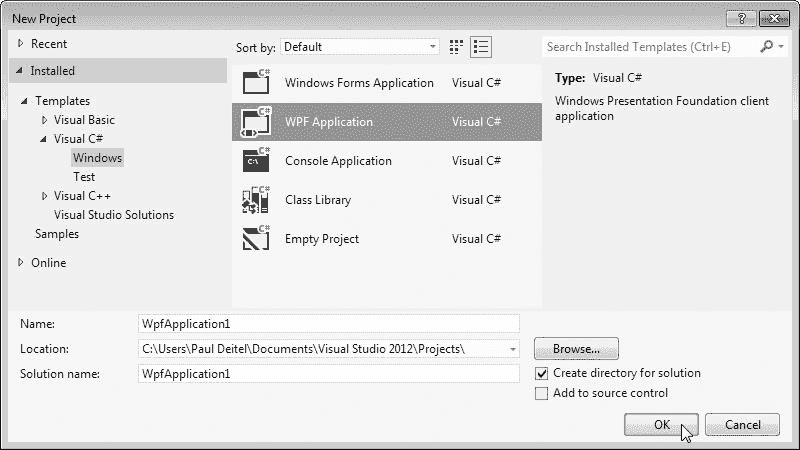 New Project
?
Recent
Installed
Templates
Visual Basic
Visual C#
Windows
Test
Visual C++
Visual Studio Solutions
Samples
Online
Sort by: Default
Search Installed Templates (Ctrl+E)
C# Windows Forms Application Visual C#
C# WPF Application Visual C#
C# C:\ Console Application Visual C#
C# Class Library Visual C#
C# Empty Project Visual C#
Type: Visual C#
Windows Presentation Foundation client
application
Name: WpfApplication1
Location: C:\Users\Paul Deitel\Documents\Visual Studio 2012\Projects\
Browse...
Solution name: WpfApplication1
Create directory for solution
Add to source control
OK Cancel